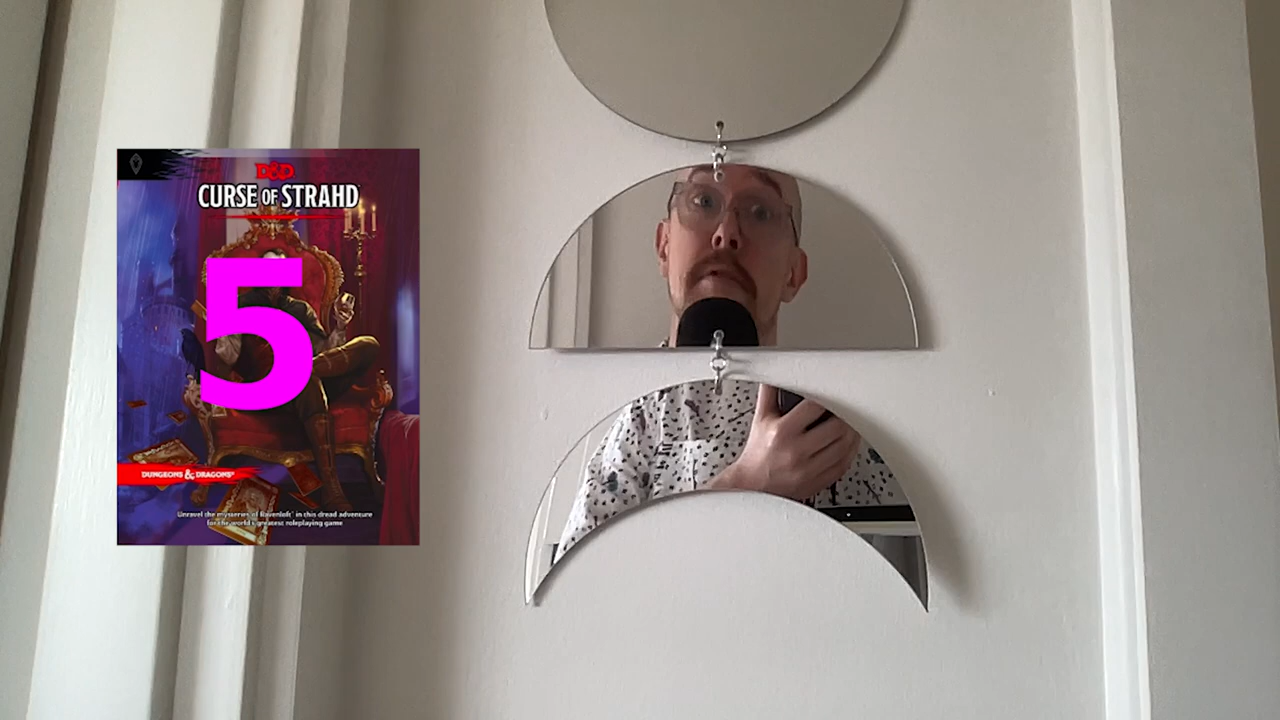 D&D
CURSE OF STRAHD
5
DUNGEONS & DRAGONS®
Unravel the mysteries of Ravenloft® in this dread adventure
for the world's greatest roleplaying game